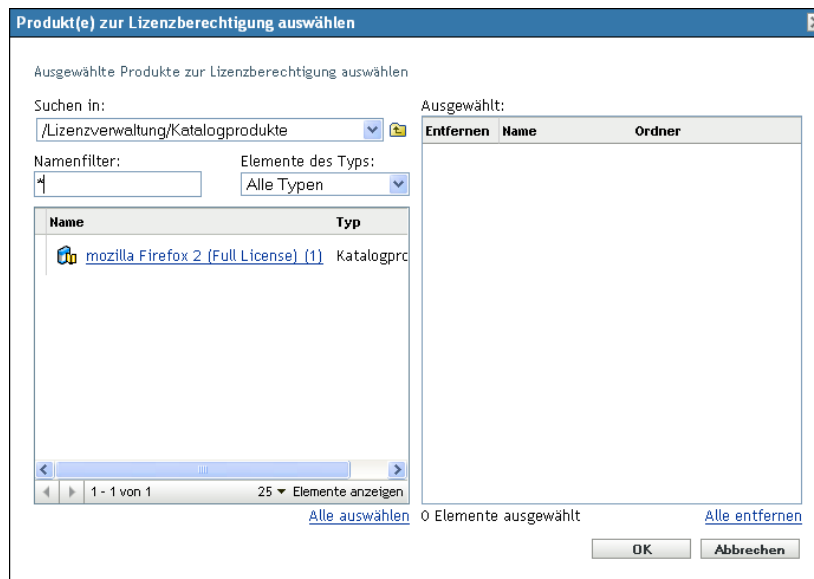 Produkt(e) zur Lizenzberechtigung auswählen
Ausgewählte Produkte zur Lizenzberechtigung auswählen
Suchen in:
/Lizenzverwaltung/Katalogprodukte
Namenfilter:
Elemente des Typs:
*
Alle Typen
Name Typ
mozilla Firefox 2 (Full License) (1) Katalogprc
1 - 1 von 1
25 Elemente anzeigen
Alle auswählen
Ausgewählt:
Entfernen Name Ordner
0 Elemente ausgewählt
Alle entfernen
OK
Abbrechen